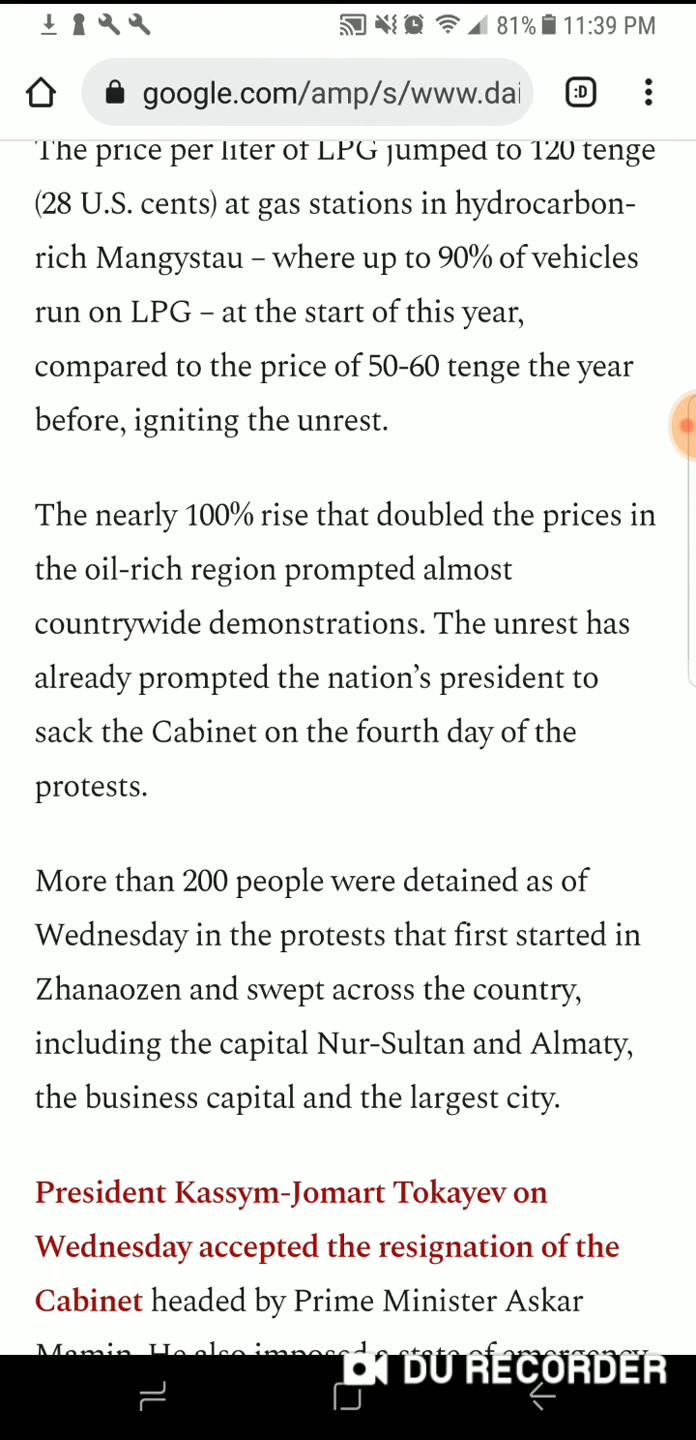 81% 11:39 PM
google.com/amp/s/www.dai
:D
The price per liter of LPG jumped to 120 tenge
(28 U.S. cents) at gas stations in hydrocarbon-
rich Mangystau – where up to 90% of vehicles
run on LPG – at the start of this year,
compared to the price of 50-60 tenge the year
before, igniting the unrest.
The nearly 100% rise that doubled the prices in
the oil-rich region prompted almost
countrywide demonstrations. The unrest has
already prompted the nation’s president to
sack the Cabinet on the fourth day of the
protests.
More than 200 people were detained as of
Wednesday in the protests that first started in
Zhanaozen and swept across the country,
including the capital Nur-Sultan and Almaty,
the business capital and the largest city.
President Kassym-Jomart Tokayev on
Wednesday accepted the resignation of the
Cabinet headed by Prime Minister Askar
Mamin. He also imposed a state of emergency
DU RECORDER